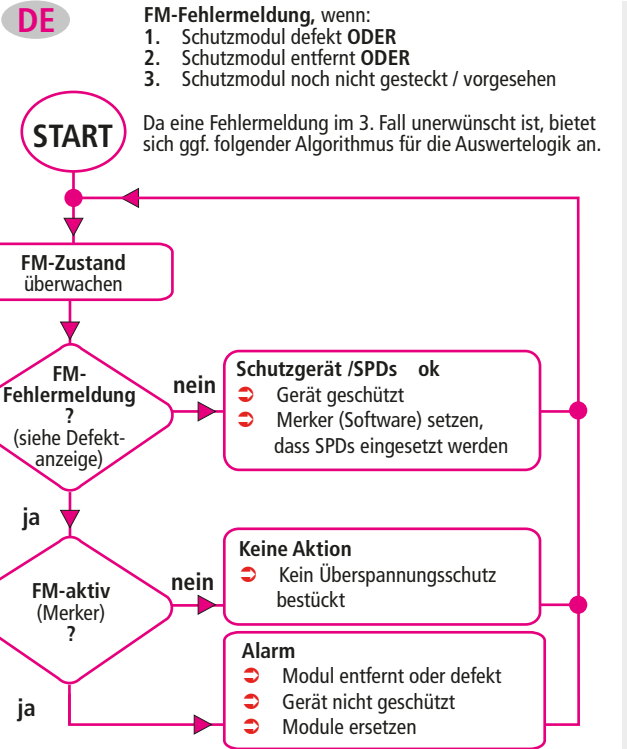 DE
FM-Fehlermeldung, wenn:
1. Schutzmodul defekt ODER
2. Schutzmodul entfernt ODER
3. Schutzmodul noch nicht gesteckt / vorgesehen
START
Da eine Fehlermeldung im 3. Fall unerwünscht ist, bietet
sich ggf. folgender Algorithmus für die Auswertelogik an.
FM-Zustand
überwachen
FM-
Fehlermeldung
?
(siehe Defekt-
anzeige)
nein
Schutzgerät /SPDs ok
Gerät geschützt
Merker (Software) setzen,
dass SPDs eingesetzt werden
ja
FM-aktiv
(Merker)
?
nein
Keine Aktion
Kein Überspannungsschutz
bestückt
ja
Alarm
Modul entfernt oder defekt
Gerät nicht geschützt
Module ersetzen